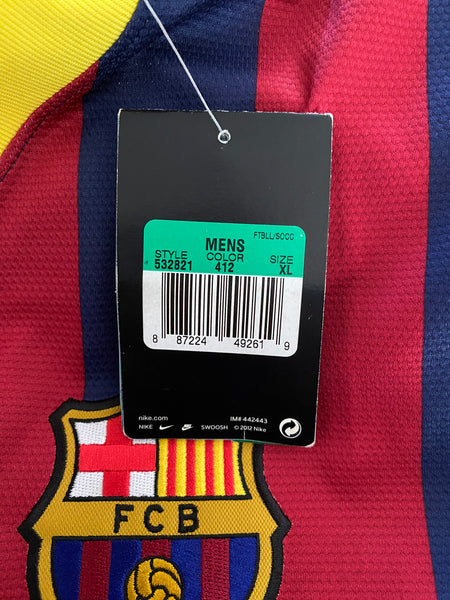 FTBLL/SOCC
MENS
STYLE COLOR SIZE
532821 412 XL
8 87224 49261 9
nike.com IM# 442443
NIKE NIKE SWOOSH © 2012 Nike
FCB